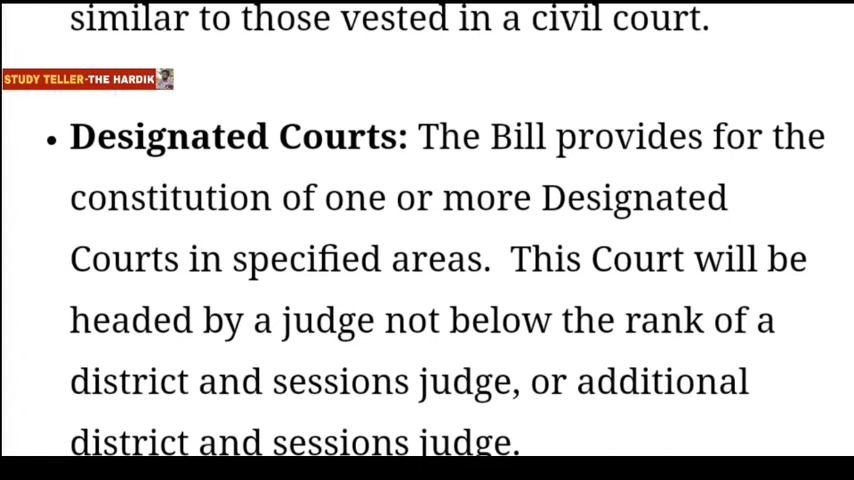 similar to those vested in a civil court.
STUDY TELLER-THE HARDIK
• Designated Courts: The Bill provides for the
constitution of one or more Designated
Courts in specified areas. This Court will be
headed by a judge not below the rank of a
district and sessions judge, or additional
district and sessions judge.